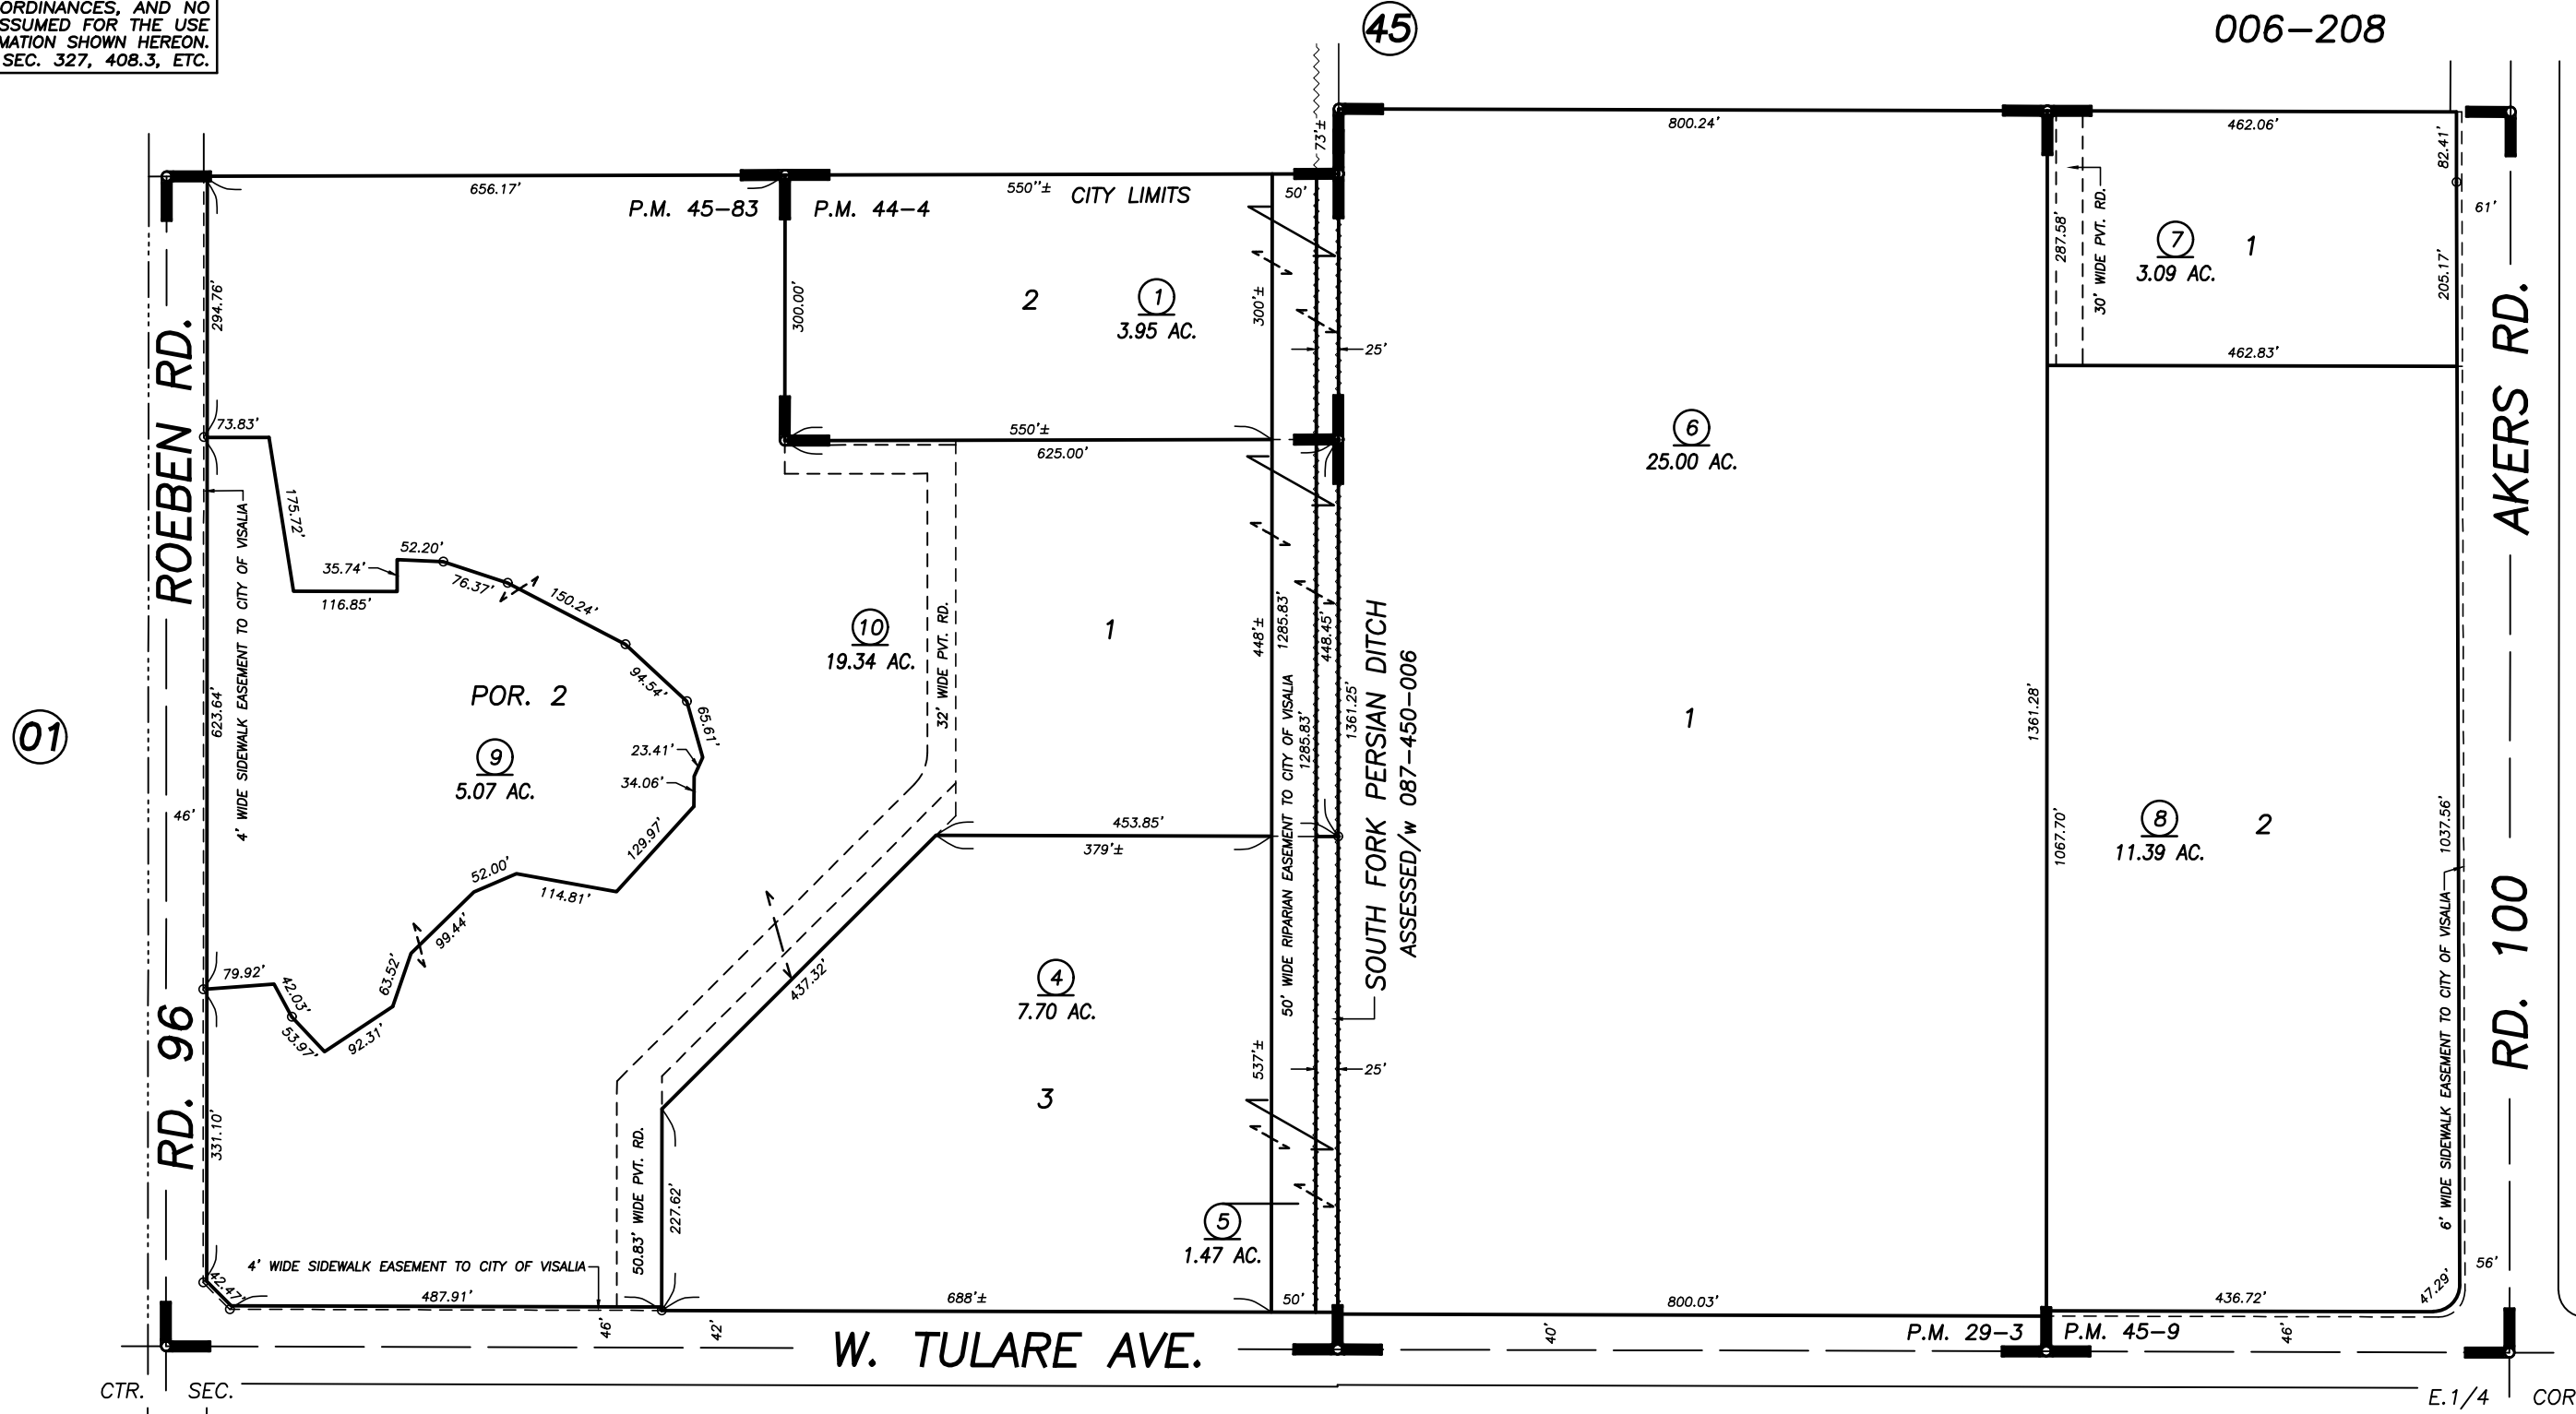 ORDINANCES, AND NO
SSUMED FOR THE USE
MATION SHOWN HEREON.
SEC. 327, 408.3, ETC.
45
006-208
656.17'
550''±
CITY LIMITS
50'
73'±
800.24'
462.06'
82.41'
61'
P.M. 45-83
P.M. 44-4
294.76'
300.00'
2
1
3.95 AC.
300'±
25'
287.58'
30' WIDE PVT. RD.
7
3.09 AC.
1
205.17'
462.83'
ROEBEN RD.
AKERS RD.
73.83'
550'±
625.00'
6
25.00 AC.
175.72'
4' WIDE SIDEWALK EASEMENT TO CITY OF VISALIA
52.20'
35.74'
116.85'
76.37'
150.24'
94.54'
65.61'
23.41'
34.06'
129.97'
10
19.34 AC.
32' WIDE PVT. RD.
1
448'±
1285.83'
448.45'
1285.83'
1361.25'
50' WIDE RIPARIAN EASEMENT TO CITY OF VISALIA
SOUTH FORK PERSIAN DITCH
ASSESSED/w 087-450-006
POR. 2
9
5.07 AC.
01
623.64'
46'
1
1361.28'
1067.70'
8
11.39 AC.
2
1037.56'
453.85'
379'±
52.00'
114.81'
99.44'
63.52'
79.92'
42.03'
53.97'
92.31'
437.32'
4
7.70 AC.
3
537'±
25'
RD. 96
RD. 100
331.10'
6' WIDE SIDEWALK EASEMENT TO CITY OF VISALIA
50.83' WIDE PVT. RD.
227.62'
5
1.47 AC.
4' WIDE SIDEWALK EASEMENT TO CITY OF VISALIA
42.47'
487.91'
688'±
50'
800.03'
436.72'
47.29'
56'
46'
42'
W. TULARE AVE.
40'
P.M. 29-3
P.M. 45-9
46'
CTR. SEC.
E.1/4 COR